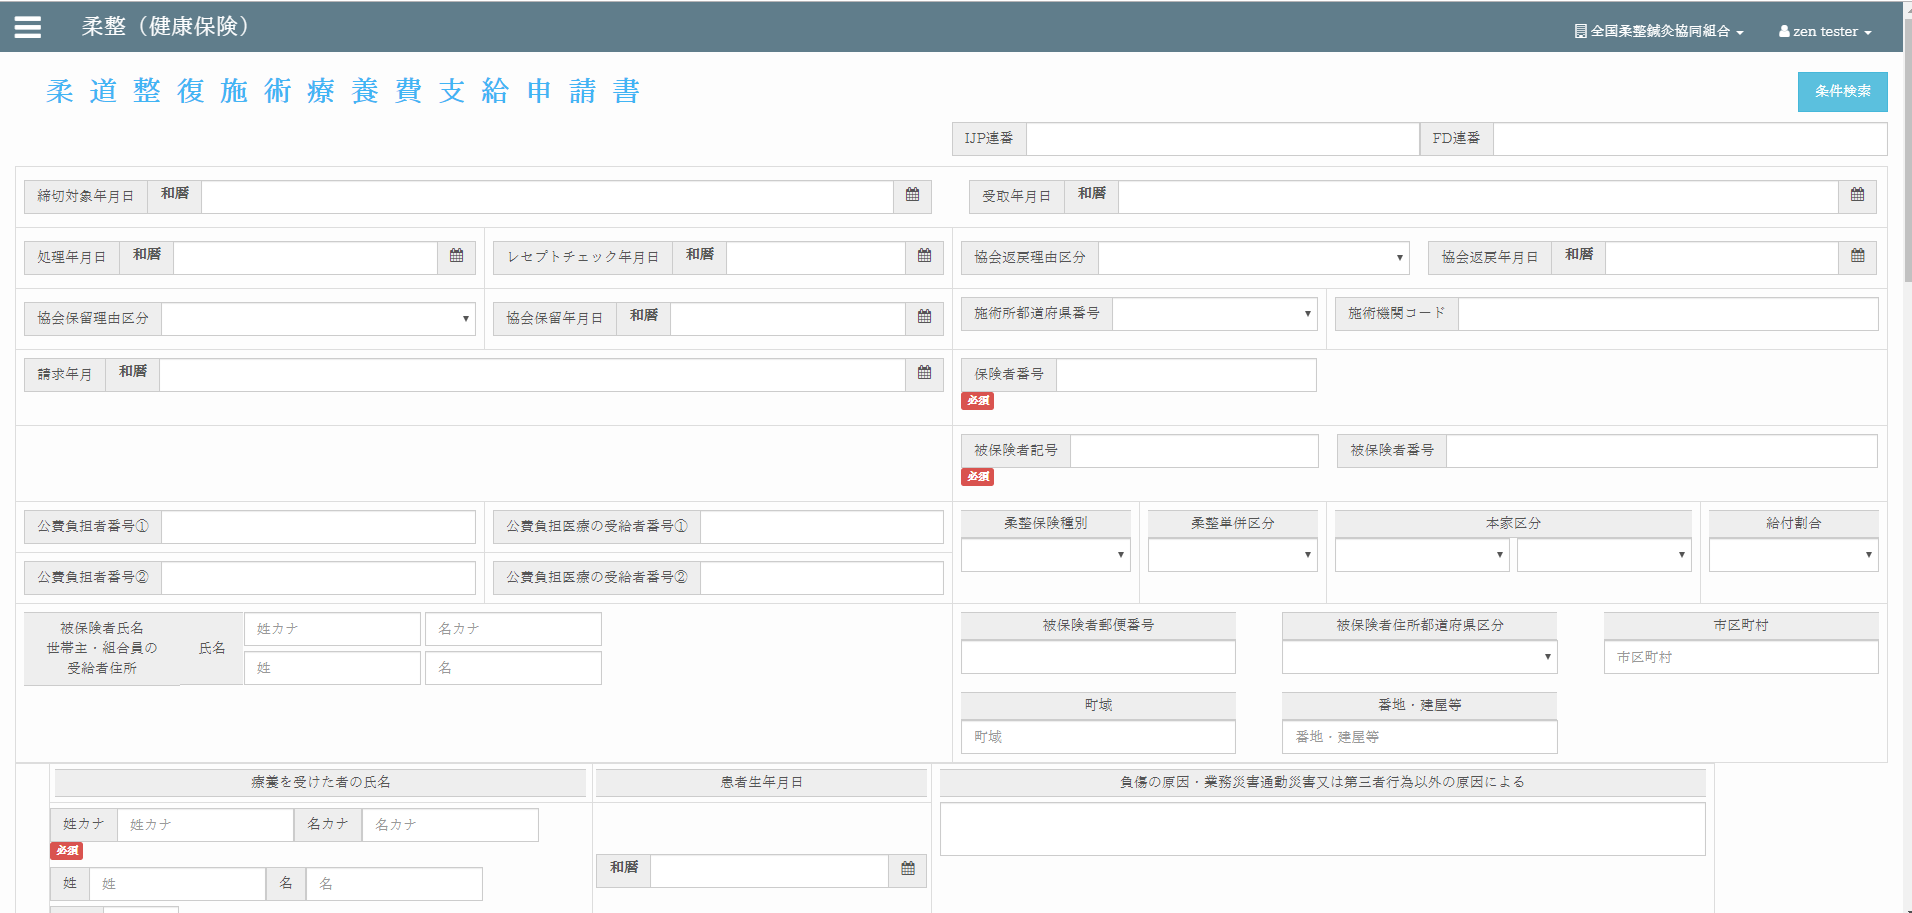 柔整（健康保険）
全国柔整鍼灸協同組合
zen tester
柔道整復施術療養費支給申請書
条件検索
IJP連番
FD連番
締切対象年月日 和暦
受取年月日 和暦
処理年月日 和暦
レセプトチェック年月日 和暦
協会返戻理由区分
協会返戻年月日 和暦
協会保留理由区分
協会保留年月日 和暦
施術所都道府県番号
施術機関コード
請求年月 和暦
保険者番号
必須
被保険者記号
被保険者番号
必須
公費負担者番号①
公費負担医療の受給者番号①
柔整保険種別
柔整単併区分
本家区分
給付割合
公費負担者番号②
公費負担医療の受給者番号②
被保険者氏名
世帯主・組合員の
受給者住所
氏名
姓カナ
名カナ
姓
名
被保険者郵便番号
被保険者住所都道府県区分
市区町村
市区町村
町域
番地・建屋等
町域
番地・建屋等
療養を受けた者の氏名
患者生年月日
負傷の原因・業務災害通勤災害又は第三者行為以外の原因による
姓カナ 姓カナ 名カナ 名カナ
必須
和暦
姓 姓 名 名